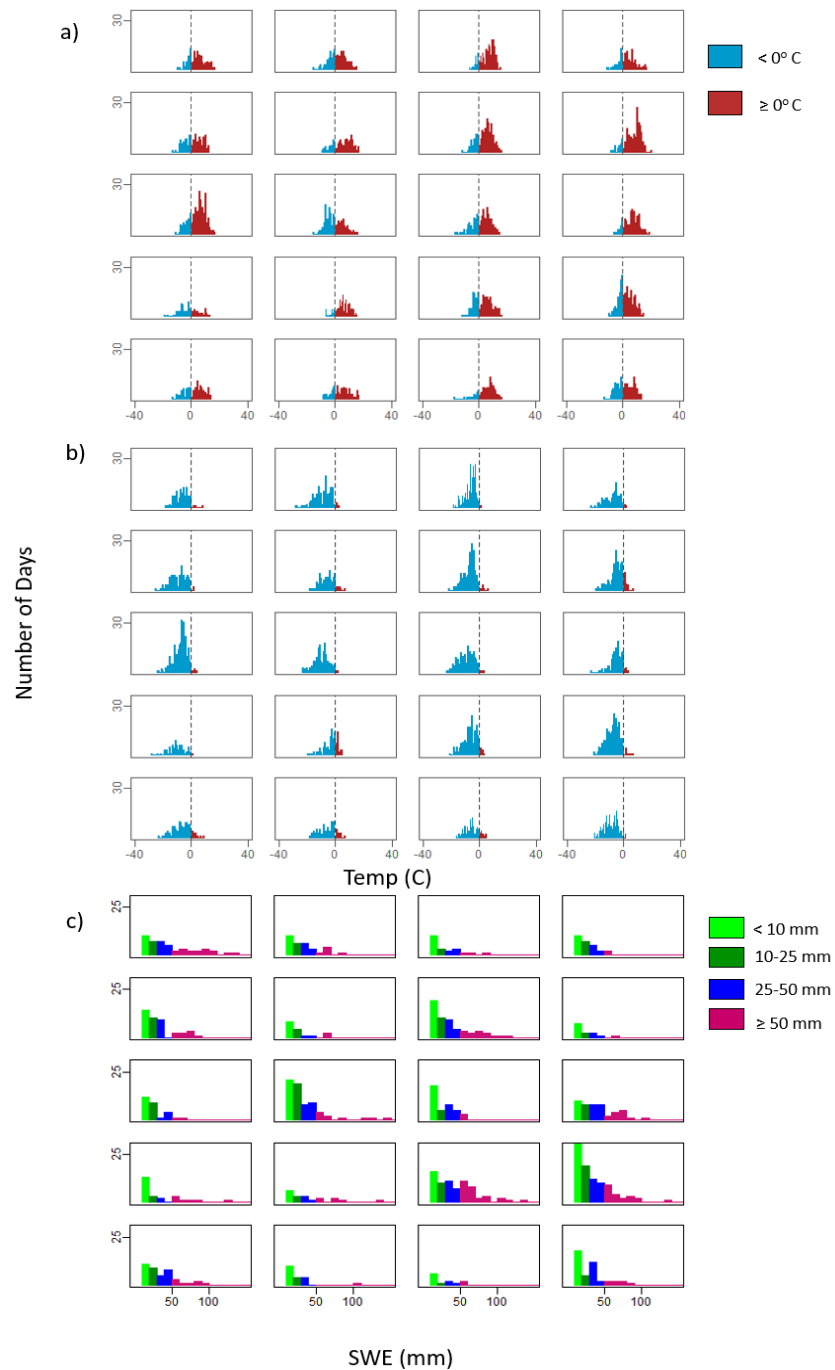 a)
30
< 0° C
≥ 0° C
30
30
30
30
-40 0 40 -40 0 40 -40 0 40 -40 0 40
b)
30
30
30
30
30
-40 0 40 -40 0 40 -40 0 40 -40 0 40
Number of Days
Temp (C)
c)
25
< 10 mm
10-25 mm
25-50 mm
≥ 50 mm
25
25
25
25
50 100 50 100 50 100 50 100
SWE (mm)